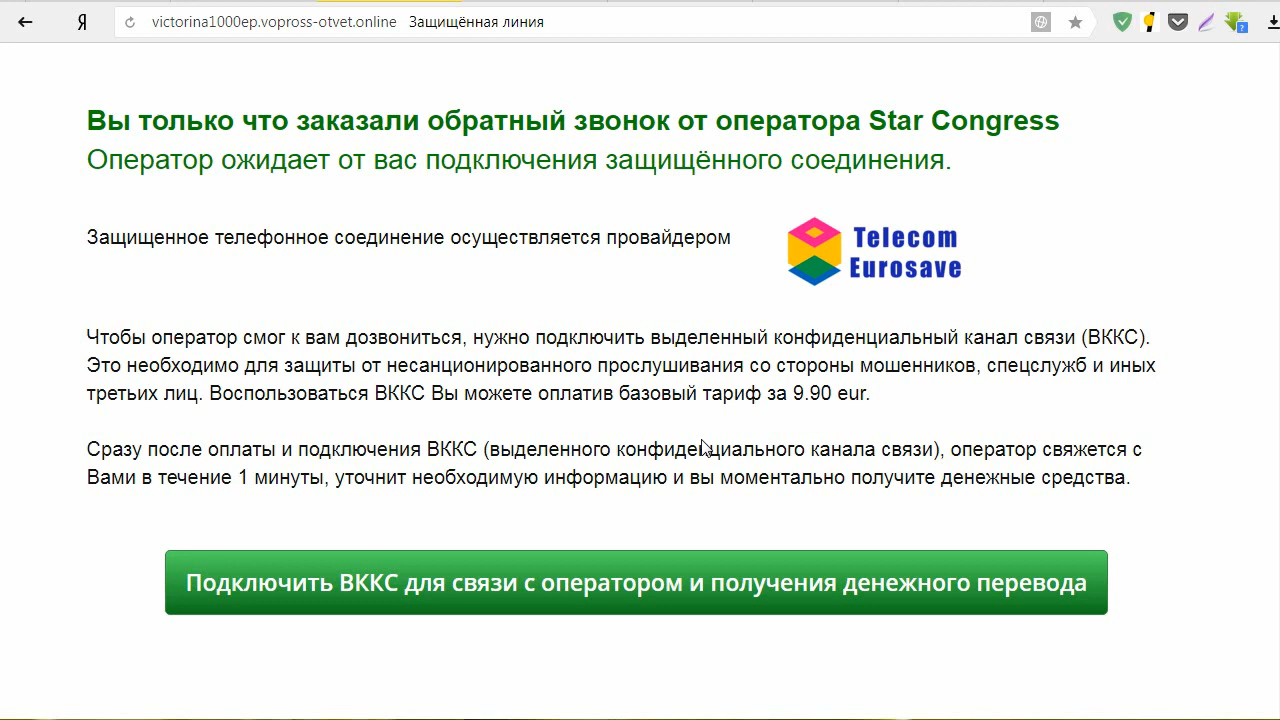 Я
victorina1000ep.vopross-otvet.online Защищённая линия
Вы только что заказали обратный звонок от оператора Star Congress
Оператор ожидает от вас подключения защищённого соединения.
Защищенное телефонное соединение осуществляется провайдером
Telecom
Eurosave
Чтобы оператор смог к вам дозвониться, нужно подключить выделенный конфиденциальный канал связи (ВККС).
Это необходимо для защиты от несанционированного прослушивания со стороны мошенников, спецслужб и иных
третьих лиц. Воспользоваться ВККС Вы можете оплатив базовый тариф за 9.90 eur.
Сразу после оплаты и подключения ВККС (выделенного конфиденциального канала связи), оператор свяжется с
Вами в течение 1 минуты, уточнит необходимую информацию и вы моментально получите денежные средства.
Подключить ВККС для связи с оператором и получения денежного перевода